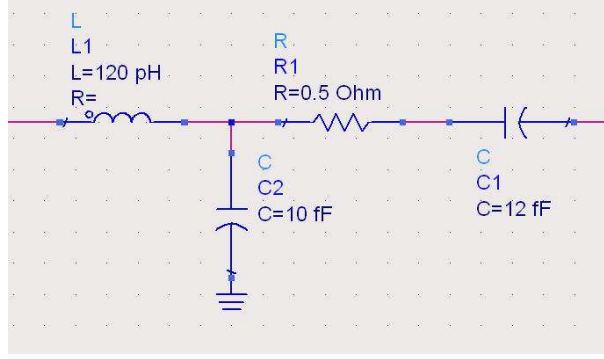 L
L1
L=120 pH
R=
R
R1
R=0.5 Ohm
C
C2
C=10 fF
C
C1
C=12 fF